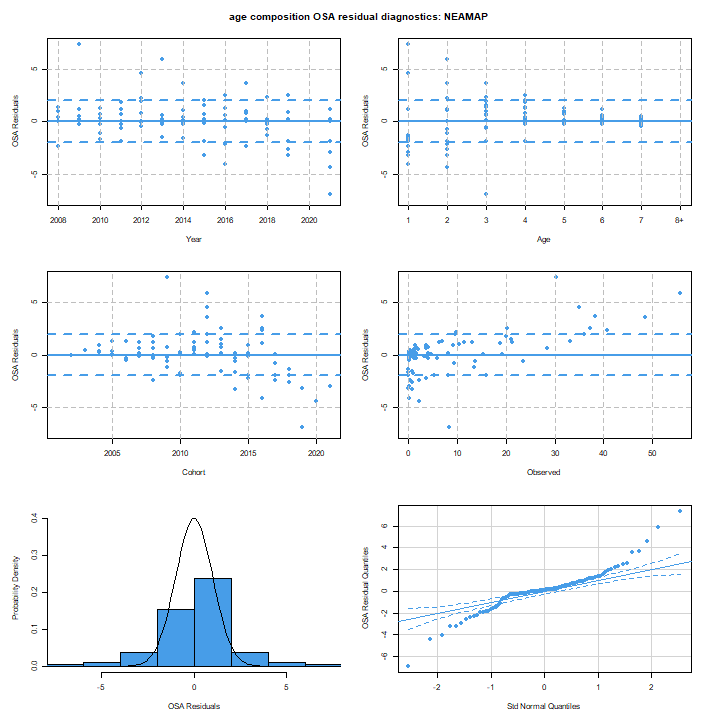 age composition OSA residual diagnostics: NEAMAP
OSA Residuals
5
0
-5
2008 2010 2012 2014 2016 2018 2020
Year
OSA Residuals
5
0
-5
1 2 3 4 5 6 7 8+
Age
OSA Residuals
5
0
-5
2005 2010 2015 2020
Cohort
OSA Residuals
5
0
-5
0 10 20 30 40 50
Observed
Probability Density
0.4
0.3
0.2
0.1
0.0
-5 0 5
OSA Residuals
OSA Residual Quantiles
6
4
2
0
-2
-4
-6
-2 -1 0 1 2
Std Normal Quantiles